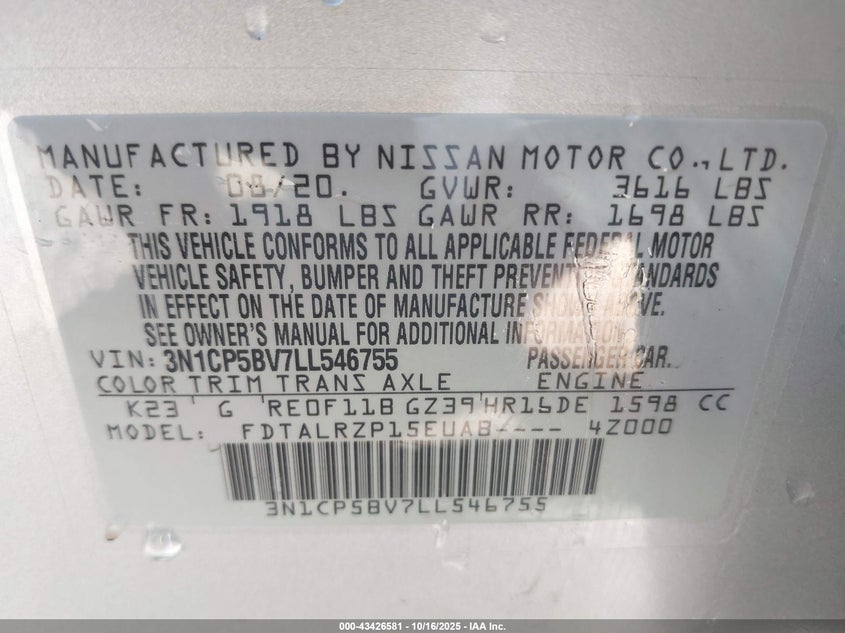 MANUFACTURED BY NISSAN MOTOR CO., LTD.
DATE: 08/20. GVWR: 3616 LBS
GAWR FR: 1918 LBS GAWR RR: 1698 LBS
THIS VEHICLE CONFORMS TO ALL APPLICABLE FEDERAL MOTOR
VEHICLE SAFETY, BUMPER AND THEFT PREVENTION STANDARDS
IN EFFECT ON THE DATE OF MANUFACTURE SHOWN ABOVE.
SEE OWNER'S MANUAL FOR ADDITIONAL INFORMATION.
VIN: 3N1CP5BV7LL546755 PASSENGER CAR.
COLOR TRIM TRANS AXLE ENGINE
K23 G RE0F11B GZ39 HR16DE 1598 CC
MODEL: FDTALRZP15EUAB---- 4Z000
3N1CP5BV7LL546755
000-43426581 - 10/16/2025 - IAA Inc.